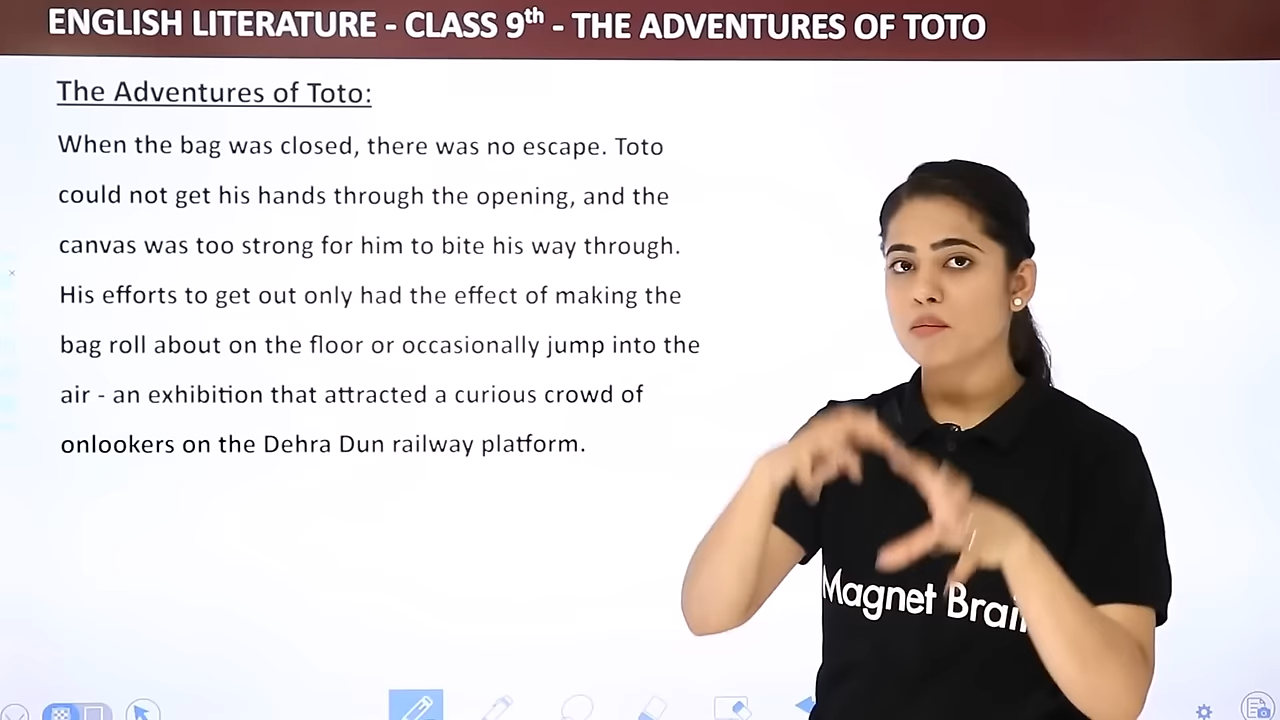 ENGLISH LITERATURE - CLASS 9th - THE ADVENTURES OF TOTO
The Adventures of Toto:
When the bag was closed, there was no escape. Toto
could not get his hands through the opening, and the
canvas was too strong for him to bite his way through.
His efforts to get out only had the effect of making the
bag roll about on the floor or occasionally jump into the
air - an exhibition that attracted a curious crowd of
onlookers on the Dehra Dun railway platform.
Magnet